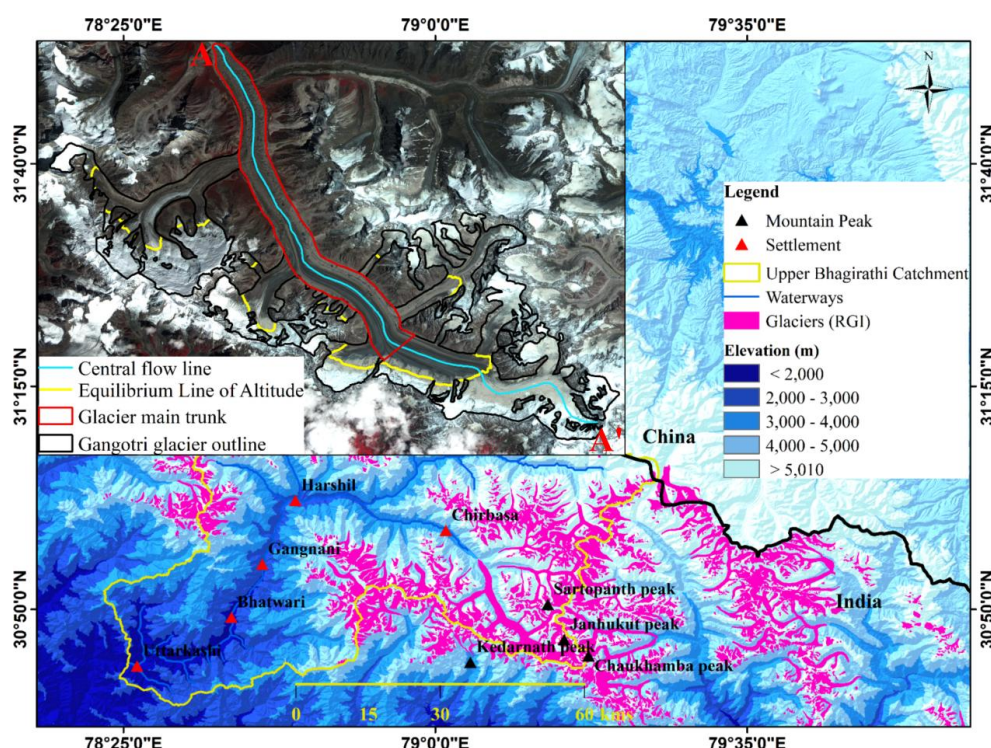 78°25'0"E
79°0'0"E
79°35'0"E
A
N
31°40'0"N
31°40'0"N
Legend
Mountain Peak
Settlement
Upper Bhagirathi Catchment
Waterways
Glaciers (RGI)
Elevation (m)
< 2,000
2,000 - 3,000
3,000 - 4,000
4,000 - 5,000
> 5,010
Central flow line
Equilibrium Line of Altitude
Glacier main trunk
Gangotri glacier outline
31°15'0"N
31°15'0"N
A'
China
Harshil
Chirbasa
Gangnani
Sartopanth peak
India
Bhatwari
Janhukut peak
Kedarnath peak
Uttarkashi
Chaukhamba peak
30°50'0"N
30°50'0"N
0 15 30 60 kms
78°25'0"E
79°0'0"E
79°35'0"E